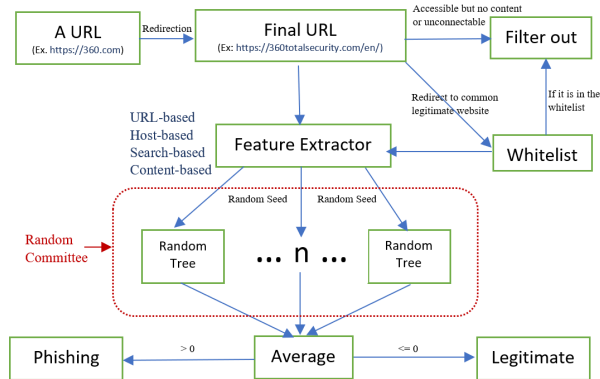 A URL
(Ex. https://360.com)
Redirection
Final URL
(Ex: https://360totalsecurity.com/en/)
Accessible but no content
or unconnectable
Filter out
Redirect to common
legitimate website
If it is in the
whitelist
Whitelist
URL-based
Host-based
Search-based
Content-based
Feature Extractor
Random Seed
Random Seed
Random
Committee
Random
Tree
... n ...
Random
Tree
Phishing
> 0
Average
<= 0
Legitimate